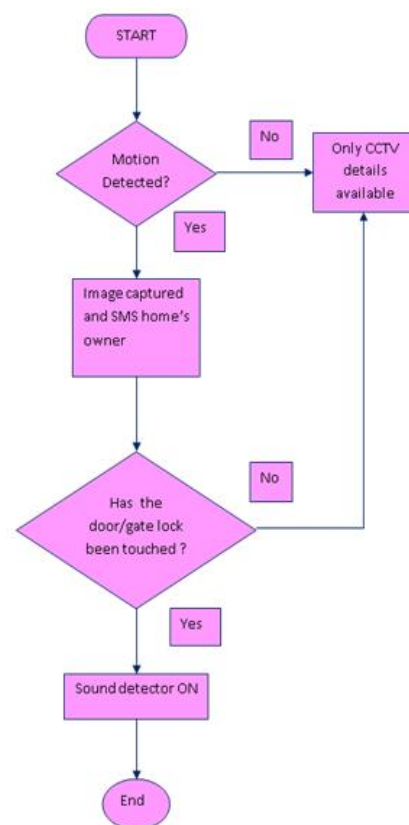 START
No
Only CCTV
details
available
Motion
Detected?
Yes
Image captured
and SMS home's
owner
No
Has the
door/gate lock
been touched ?
Yes
Sound detector ON
End